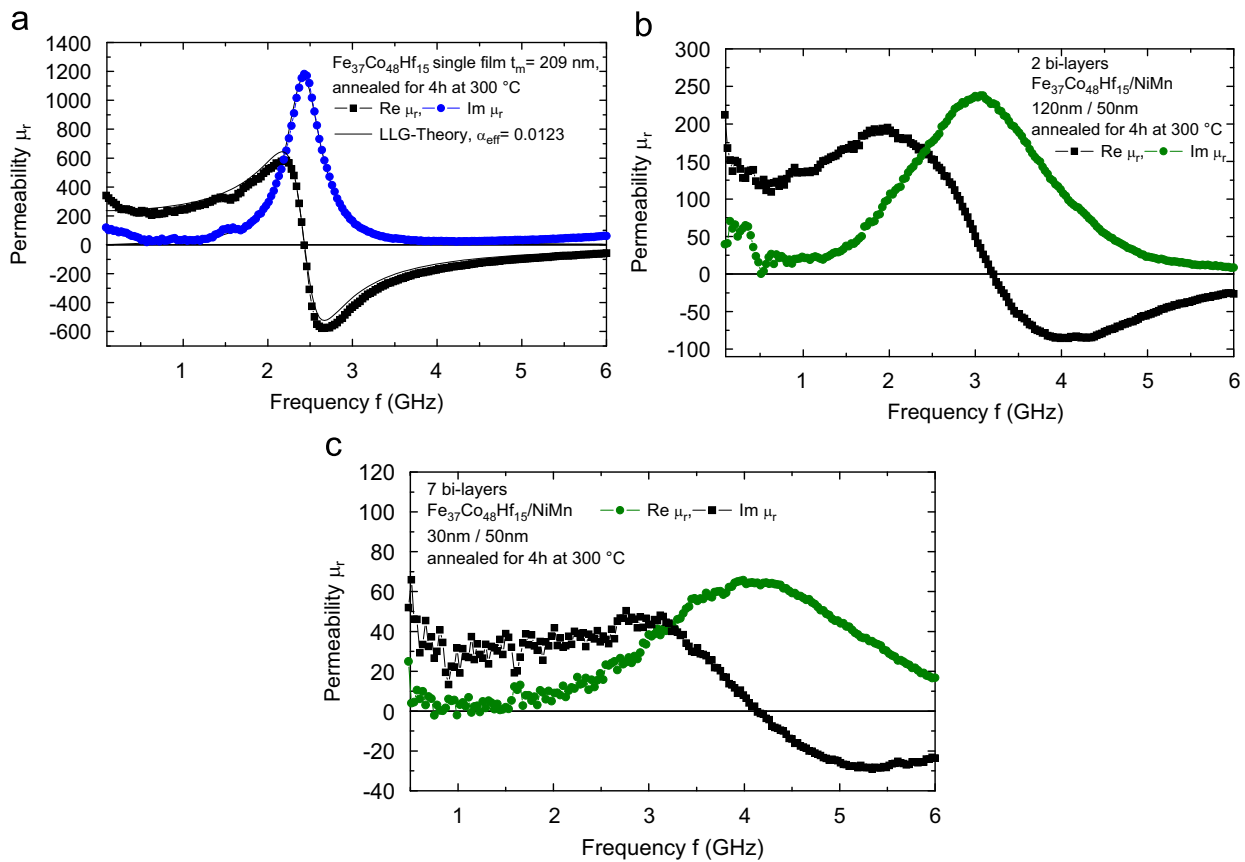 a
1400
1200
1000
800
600
400
200
0
-200
-400
-600
Permeability μr
Fe37Co48Hf15 single film tm= 209 nm,
annealed for 4h at 300 °C
Re μr, Im μr
LLG-Theory, αeff= 0.0123
1 2 3 4 5 6
Frequency f (GHz)
b
300
250
200
150
100
50
0
-50
-100
Permeability μr
2 bi-layers
Fe37Co48Hf15/NiMn
120nm / 50nm
annealed for 4h at 300 °C
Re μr, Im μr
1 2 3 4 5 6
Frequency f (GHz)
c
120
100
80
60
40
20
0
-20
-40
Permeability μr
7 bi-layers
Fe37Co48Hf15/NiMn Re μr, Im μr
30nm / 50nm
annealed for 4h at 300 °C
1 2 3 4 5 6
Frequency f (GHz)